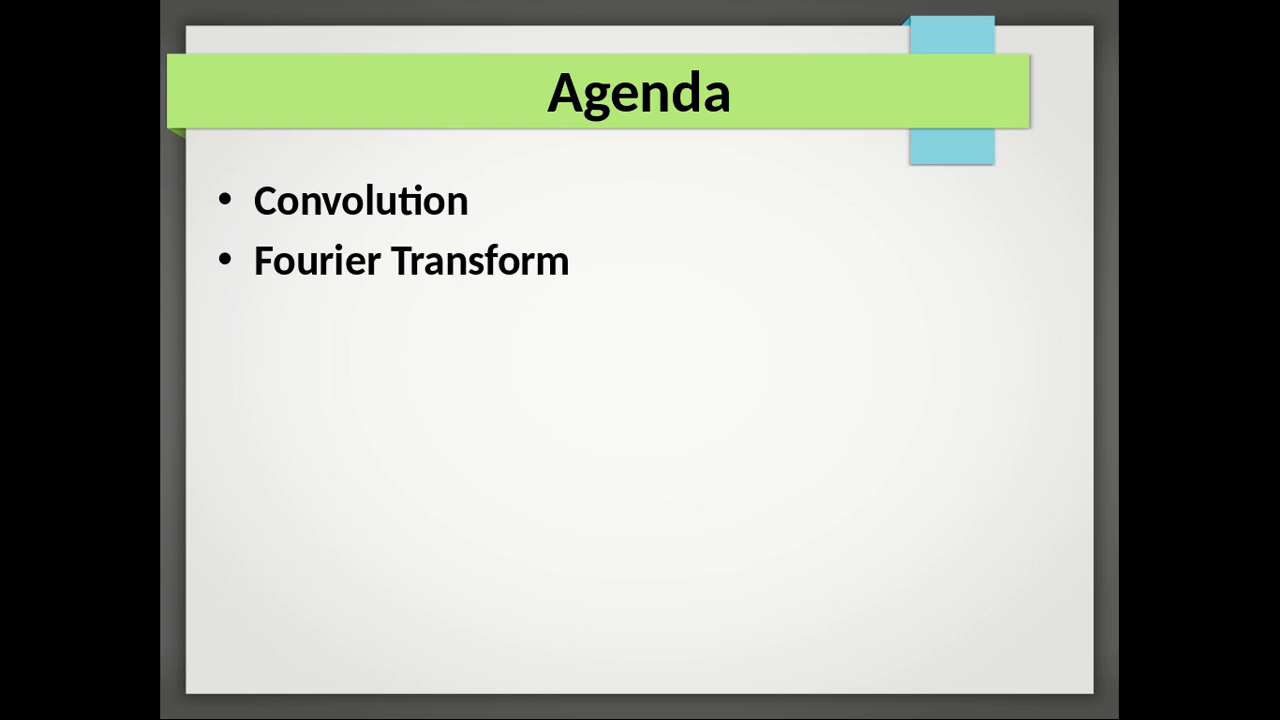 Agenda
• Convolution
• Fourier Transform